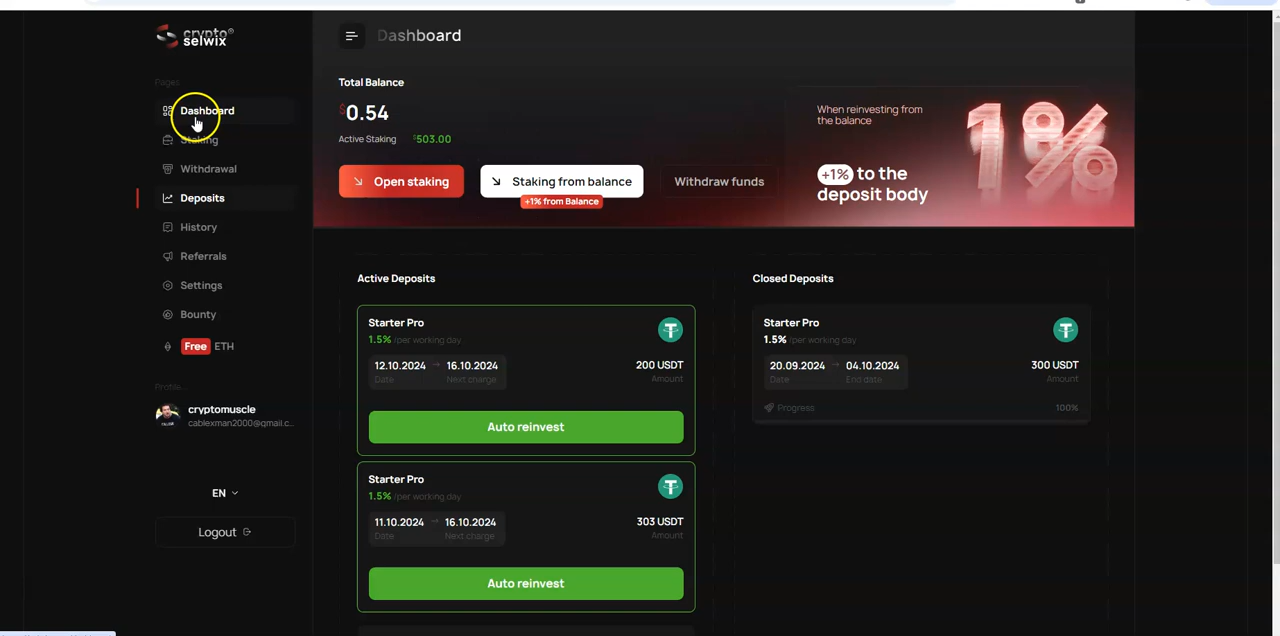 crypto®
selwix
Pages
Dashboard
Staking
Withdrawal
Deposits
History
Referrals
Settings
Bounty
Free ETH
Profile
cryptomuscle
cablexman2000@gmail.c...
EN
Logout
Dashboard
Total Balance
$0.54
Active Staking $503.00
Open staking
Staking from balance
+1% from Balance
Withdraw funds
When reinvesting from
the balance
+1% to the
deposit body
1%
Active Deposits
Starter Pro
1.5% /per working day
12.10.2024 → 16.10.2024
Date Next charge
200 USDT
Amount
Auto reinvest
Starter Pro
1.5% /per working day
11.10.2024 → 16.10.2024
Date Next charge
303 USDT
Amount
Auto reinvest
Closed Deposits
Starter Pro
1.5% /per working day
20.09.2024 → 04.10.2024
Date End date
300 USDT
Amount
Progress 100%